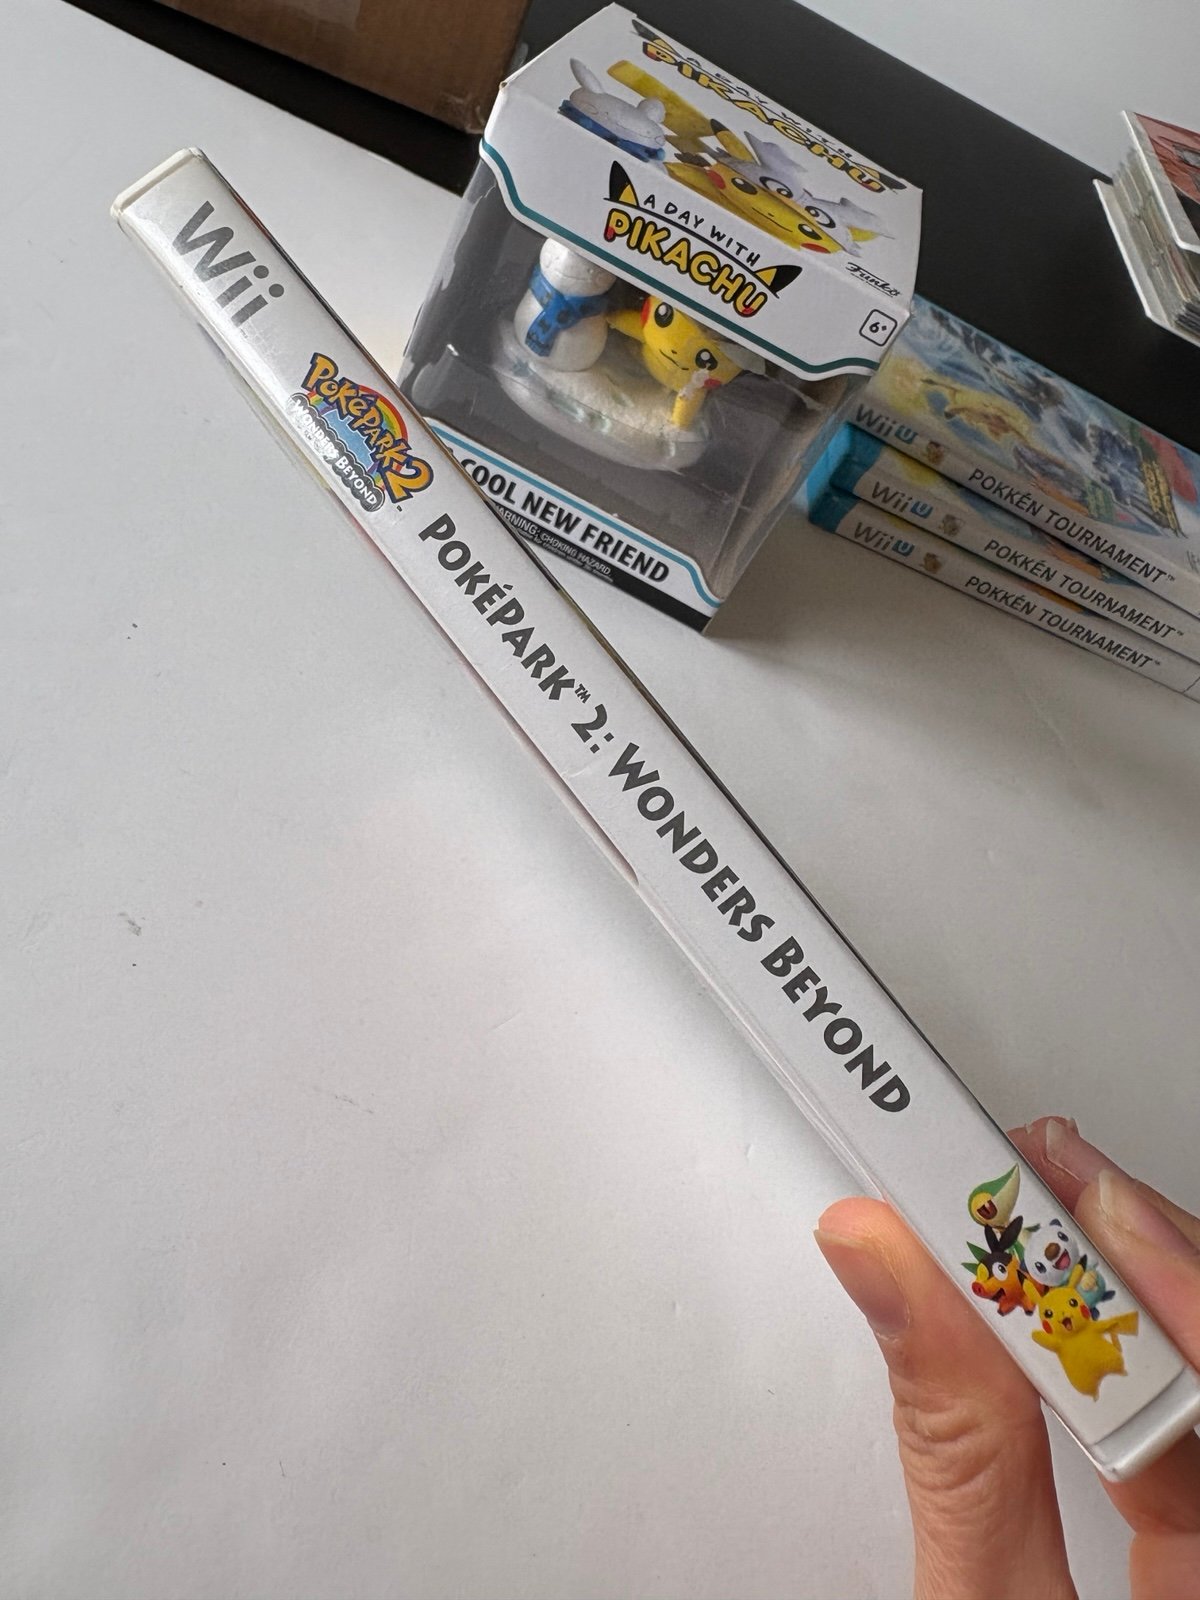 A DAY WITH
PIKACHU
A DAY WITH
PIKACHU
Funko
6+
COOL NEW FRIEND
WARNING: CHOKING HAZARD
Wii
POKÉPARK 2
WONDERS BEYOND
POKÉPARK™ 2: WONDERS BEYOND
Wii U
POKKÉN TOURNAMENT™
Wii U
POKKÉN TOURNAMENT™
Wii U
POKKÉN TOURNAMENT™